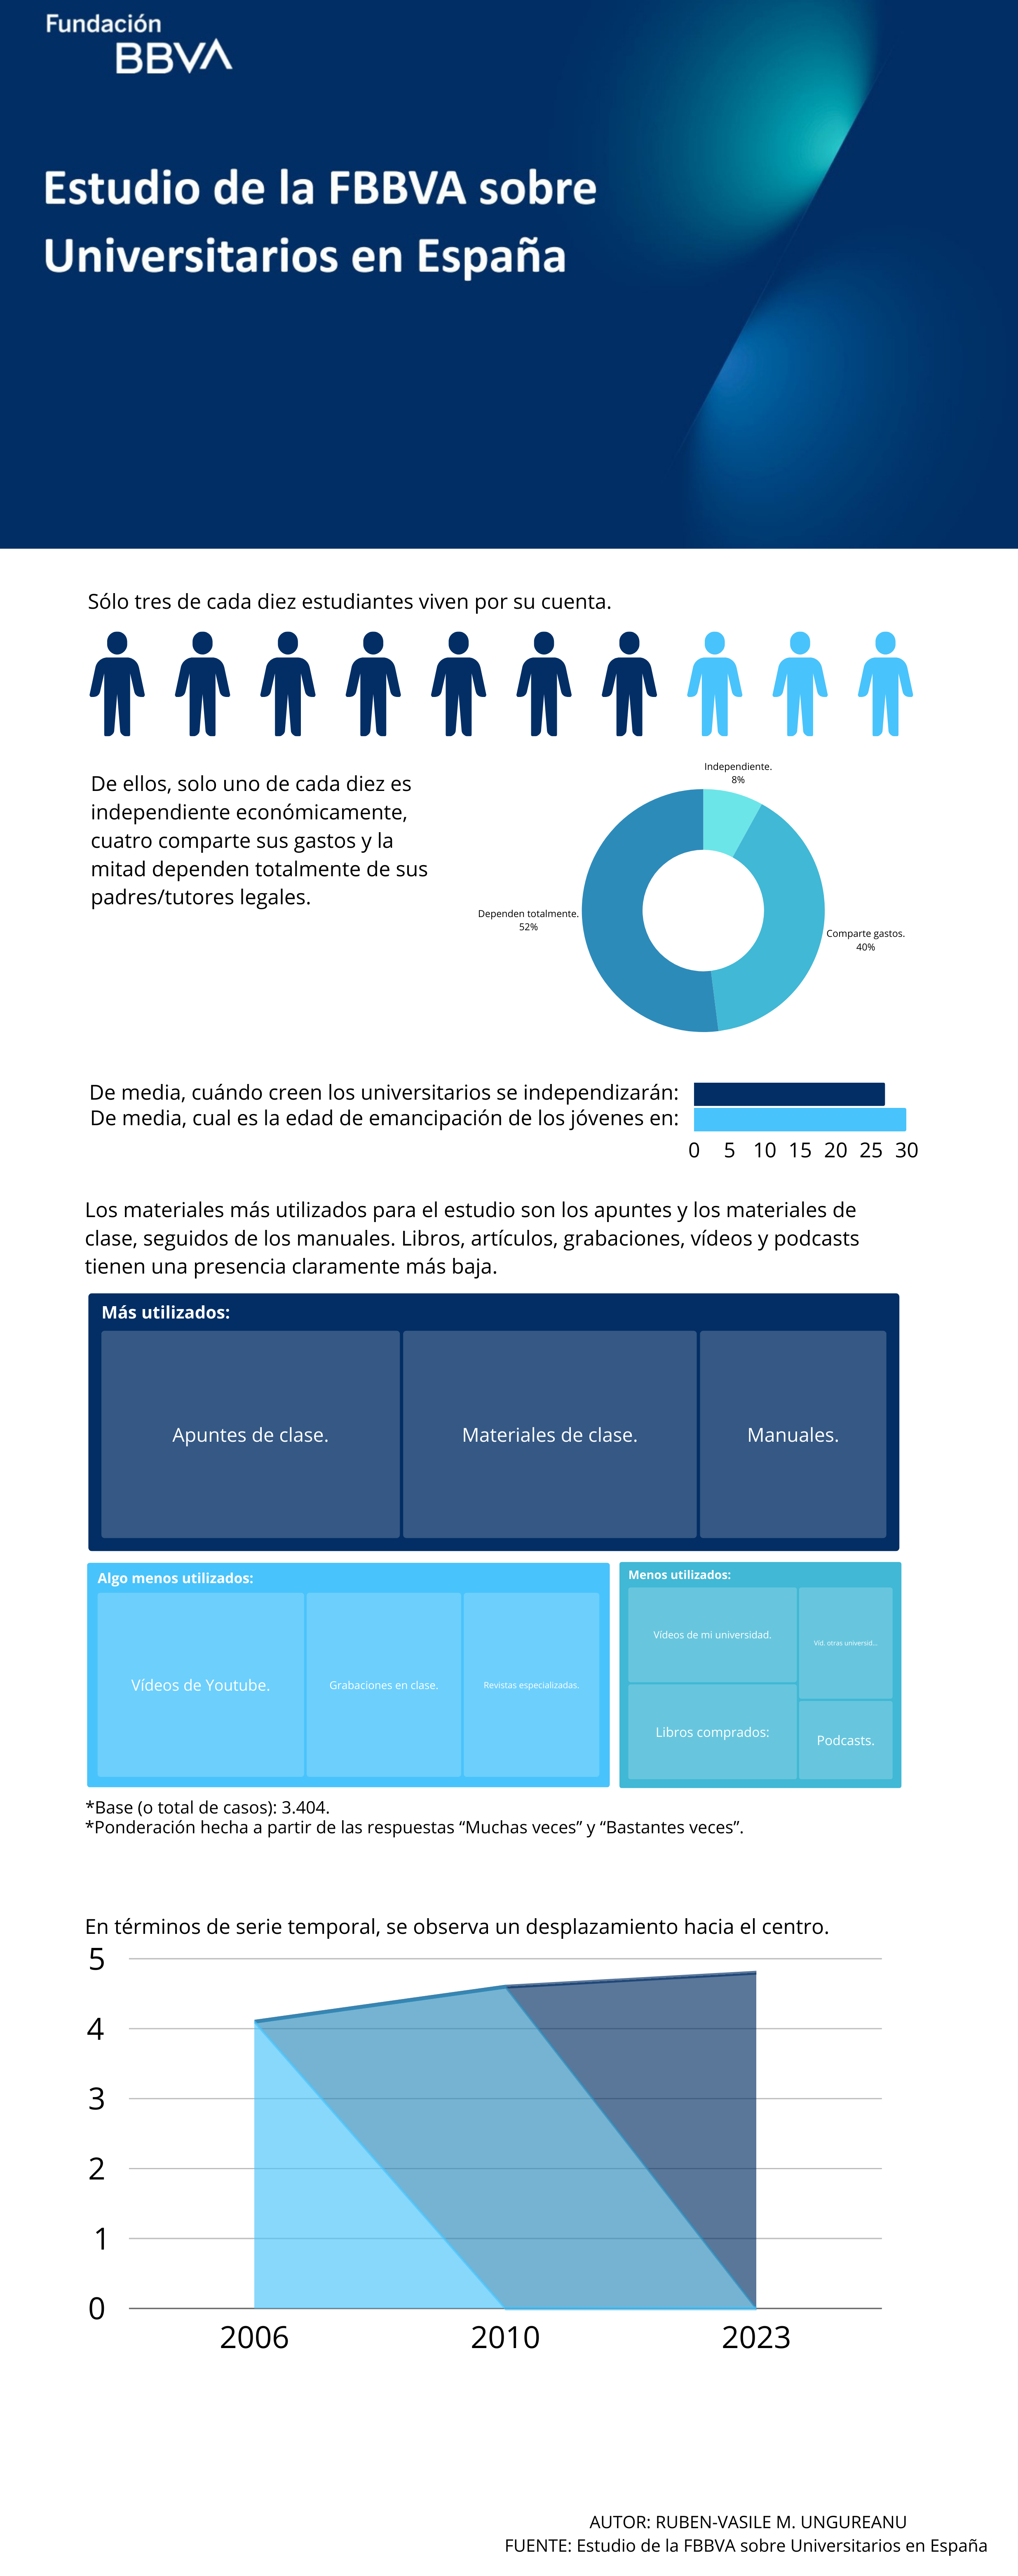 Fundación
BBVA
Estudio de la FBBVA sobre
Universitarios en España
Sólo tres de cada diez estudiantes viven por su cuenta.
De ellos, solo uno de cada diez es
independiente económicamente,
cuatro comparte sus gastos y la
mitad dependen totalmente de sus
padres/tutores legales.
Independiente.
8%
Dependen totalmente.
52%
Comparte gastos.
40%
De media, cuándo creen los universitarios se independizarán:
De media, cual es la edad de emancipación de los jóvenes en:
0 5 10 15 20 25 30
Los materiales más utilizados para el estudio son los apuntes y los materiales de
clase, seguidos de los manuales. Libros, artículos, grabaciones, vídeos y podcasts
tienen una presencia claramente más baja.
Más utilizados:
Apuntes de clase.
Materiales de clase.
Manuales.
Algo menos utilizados:
Vídeos de Youtube.
Grabaciones en clase.
Revistas especializadas.
Menos utilizados:
Vídeos de mi universidad.
Vid. otras universid...
Libros comprados:
Podcasts.
*Base (o total de casos): 3.404.
*Ponderación hecha a partir de las respuestas “Muchas veces” y “Bastantes veces”.
En términos de serie temporal, se observa un desplazamiento hacia el centro.
5
4
3
2
1
0
2006 2010 2023
AUTOR: RUBEN-VASILE M. UNGUREANU
FUENTE: Estudio de la FBBVA sobre Universitarios en España